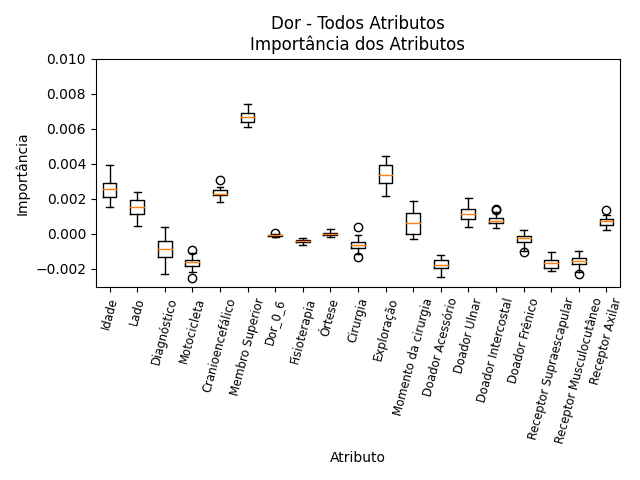 Dor - Todos Atributos
Importância dos Atributos
Importância
0.010
0.008
0.006
0.004
0.002
0.000
−0.002
Idade
Lado
Diagnóstico
Motocicleta
Cranioencefálico
Membro Superior
Dor_0_6
Fisioterapia
Órtese
Cirurgia
Exploração
Momento da cirurgia
Doador Acessório
Doador Ulnar
Doador Intercostal
Doador Frênico
Receptor Supraescapular
Receptor Musculocutâneo
Receptor Axilar
Atributo